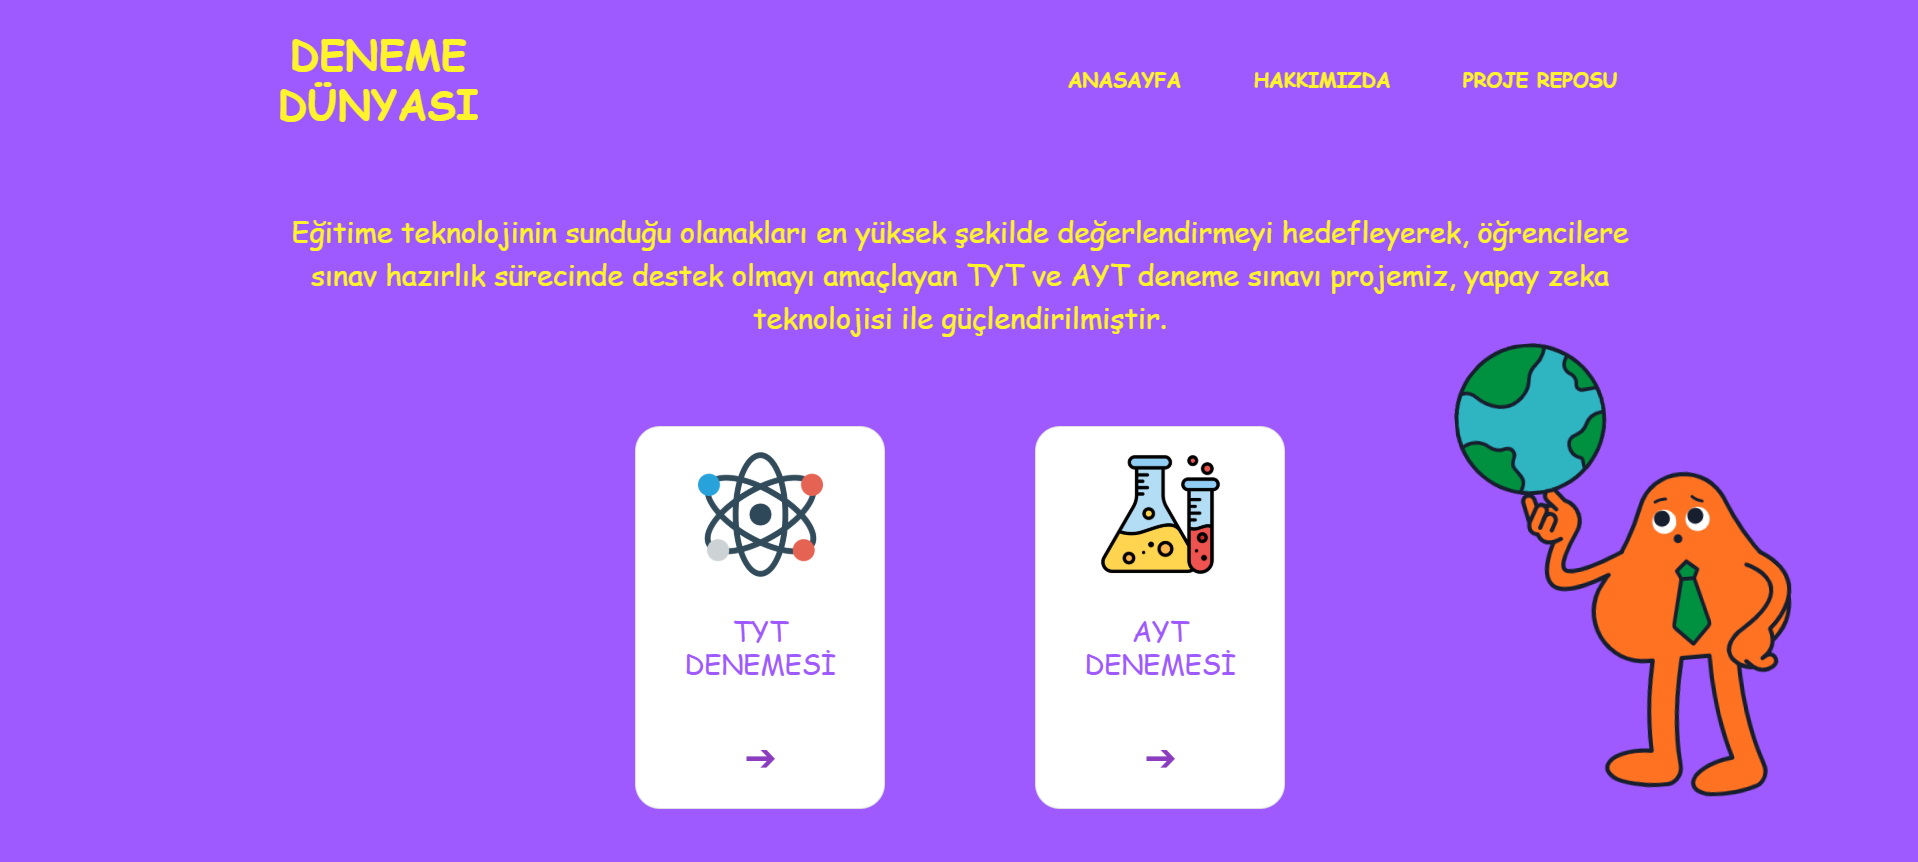 DENEME
DÜNYASI
ANASAYFA HAKKIMIZDA PROJE REPOSU
Eğitime teknolojinin sunduğu olanakları en yüksek şekilde değerlendirmeyi hedefleyerek, öğrencilere
sınav hazırlık sürecinde destek olmayı amaçlayan TYT ve AYT deneme sınavı projemiz, yapay zeka
teknolojisi ile güçlendirilmiştir.
TYT
DENEMESİ
➔
AYT
DENEMESİ
➔